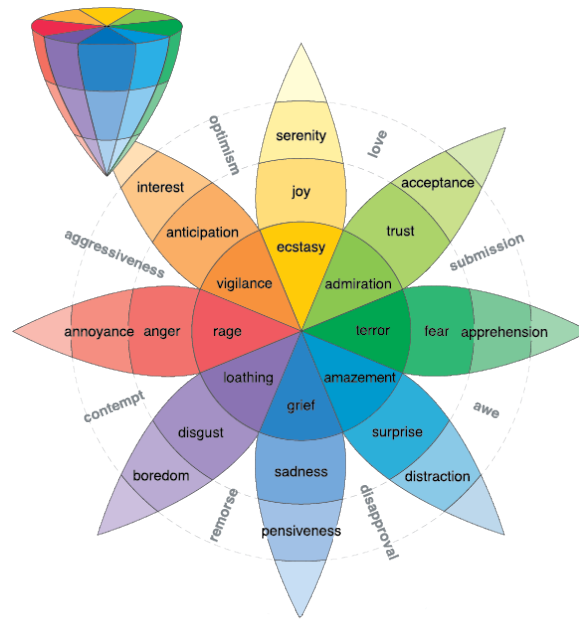 optimism
love
serenity
interest
acceptance
joy
anticipation
trust
aggressiveness
submission
ecstasy
vigilance
admiration
annoyance
anger
rage
terror
fear
apprehension
loathing
amazement
grief
contempt
awe
disgust
surprise
boredom
sadness
distraction
remorse
disapproval
pensiveness